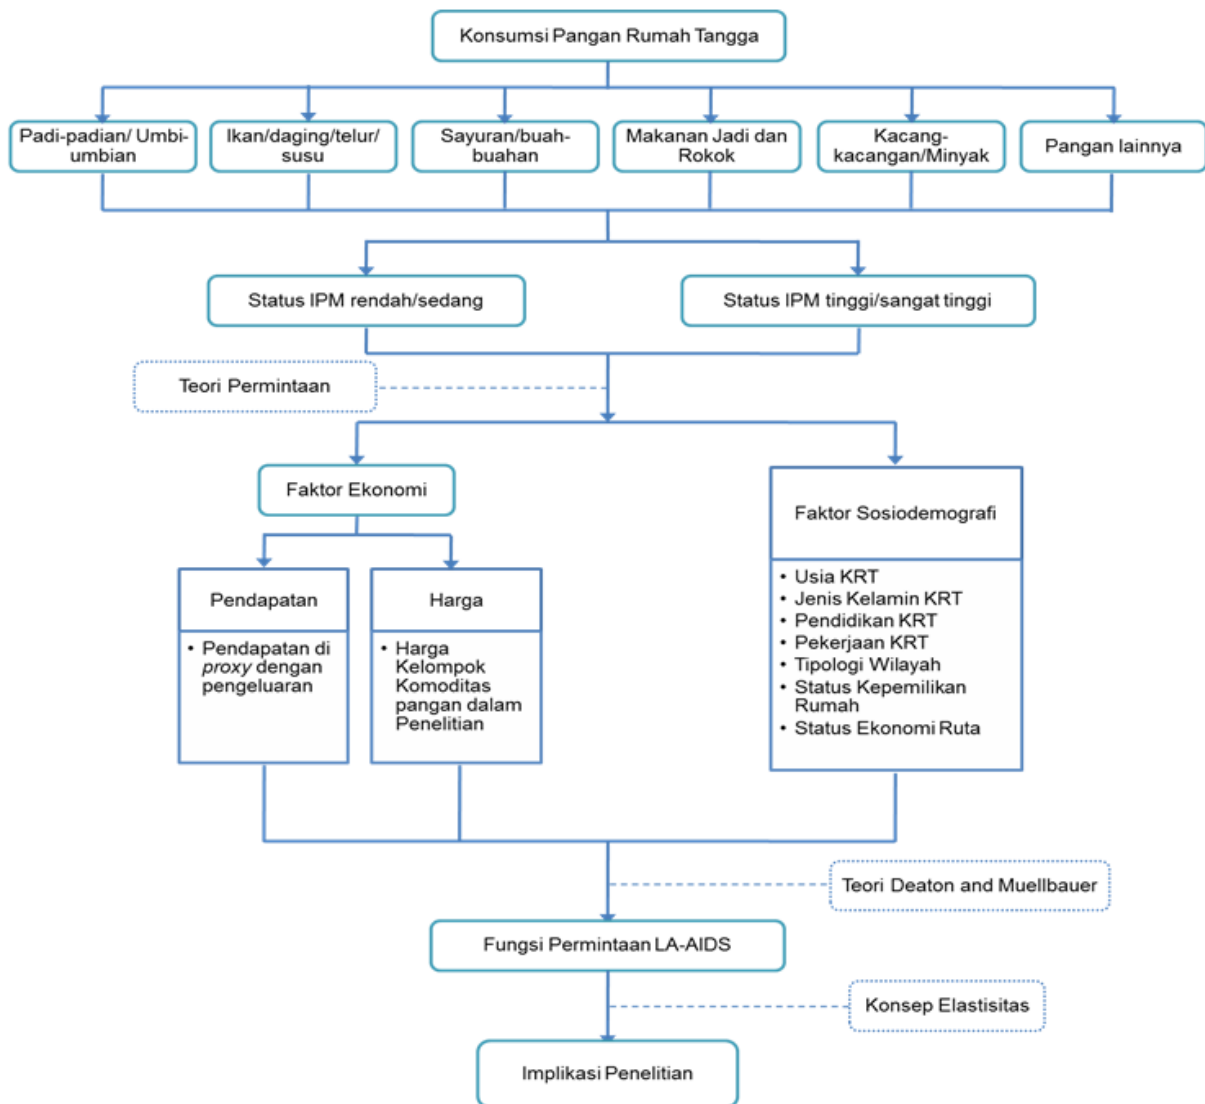 Konsumsi Pangan Rumah Tangga
Padi-padian/ Umbi-
umbian
Ikan/daging/telur/
susu
Sayuran/buah-
buahan
Makanan Jadi dan
Rokok
Kacang-
kacangan/Minyak
Pangan lainnya
Status IPM rendah/sedang
Status IPM tinggi/sangat tinggi
Teori Permintaan
Faktor Ekonomi
Faktor Sosiodemografi
• Usia KRT
• Jenis Kelamin KRT
• Pendidikan KRT
• Pekerjaan KRT
• Tipologi Wilayah
• Status Kepemilikan
Rumah
• Status Ekonomi Ruta
Pendapatan
• Pendapatan di
proxy dengan
pengeluaran
Harga
• Harga
Kelompok
Komoditas
pangan dalam
Penelitian
Teori Deaton and Muellbauer
Fungsi Permintaan LA-AIDS
Konsep Elastisitas
Implikasi Penelitian